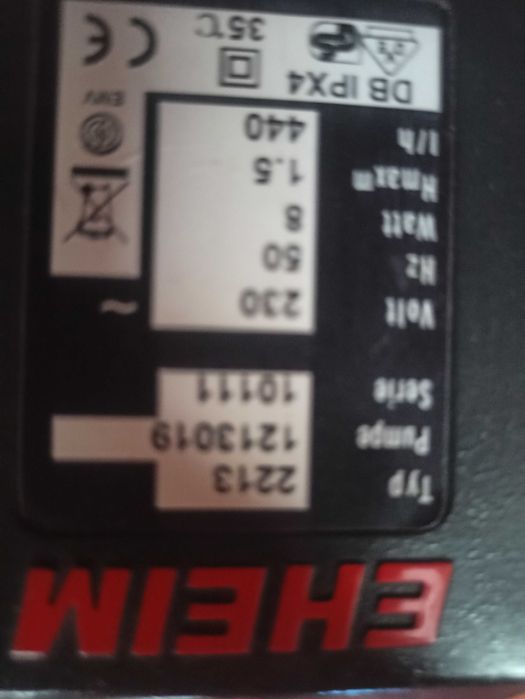 EHEIM
Typ 2213
Pumpe 1213019
Serie 10111
Volt 230 ~
Hz 50
Watt 8
Hmax m 1.5
l/h 440
DB IPX4
35°C
CE